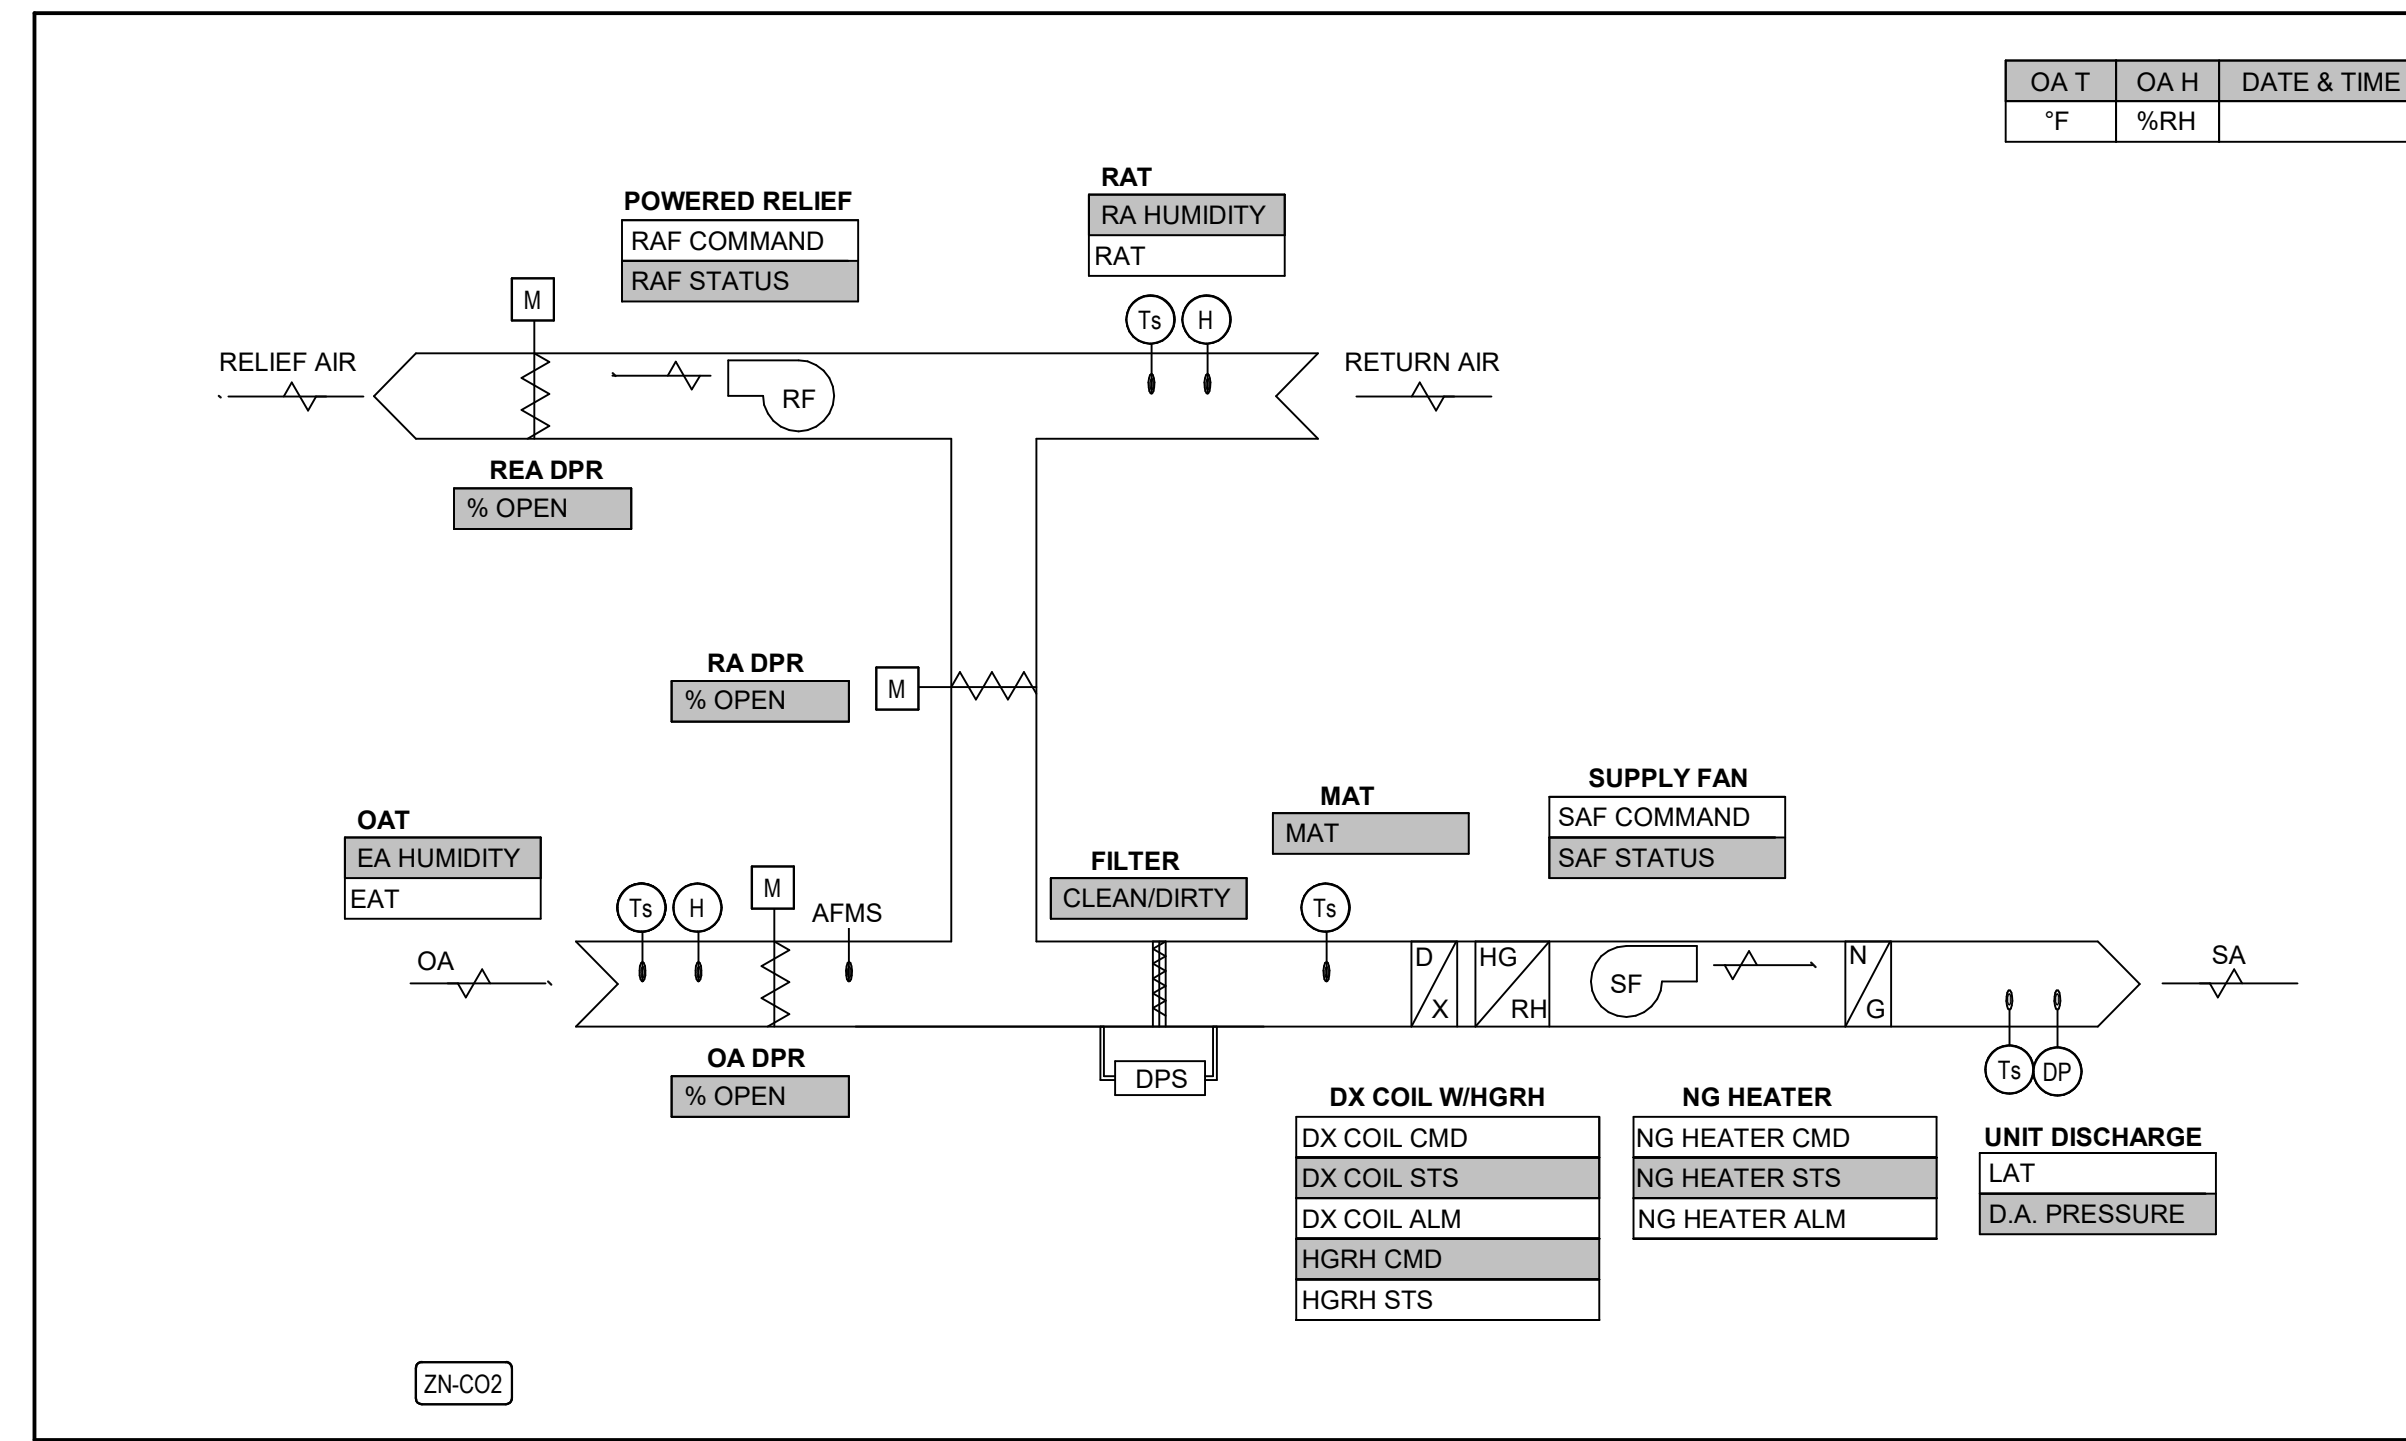 OA T OA H DATE & TIME
°F %RH
RAT
RA HUMIDITY
RAT
POWERED RELIEF
RAF COMMAND
RAF STATUS
M
Ts H
RELIEF AIR
RF
RETURN AIR
REA DPR
% OPEN
RA DPR
% OPEN
M
SUPPLY FAN
SAF COMMAND
SAF STATUS
MAT
MAT
OAT
EA HUMIDITY
EAT
FILTER
CLEAN/DIRTY
Ts H M AFMS
Ts
OA
D X
HG RH
SF
N G
SA
OA DPR
% OPEN
DPS
Ts DP
DX COIL W/HGRH
DX COIL CMD
DX COIL STS
DX COIL ALM
HGRH CMD
HGRH STS
NG HEATER
NG HEATER CMD
NG HEATER STS
NG HEATER ALM
UNIT DISCHARGE
LAT
D.A. PRESSURE
ZN-CO2